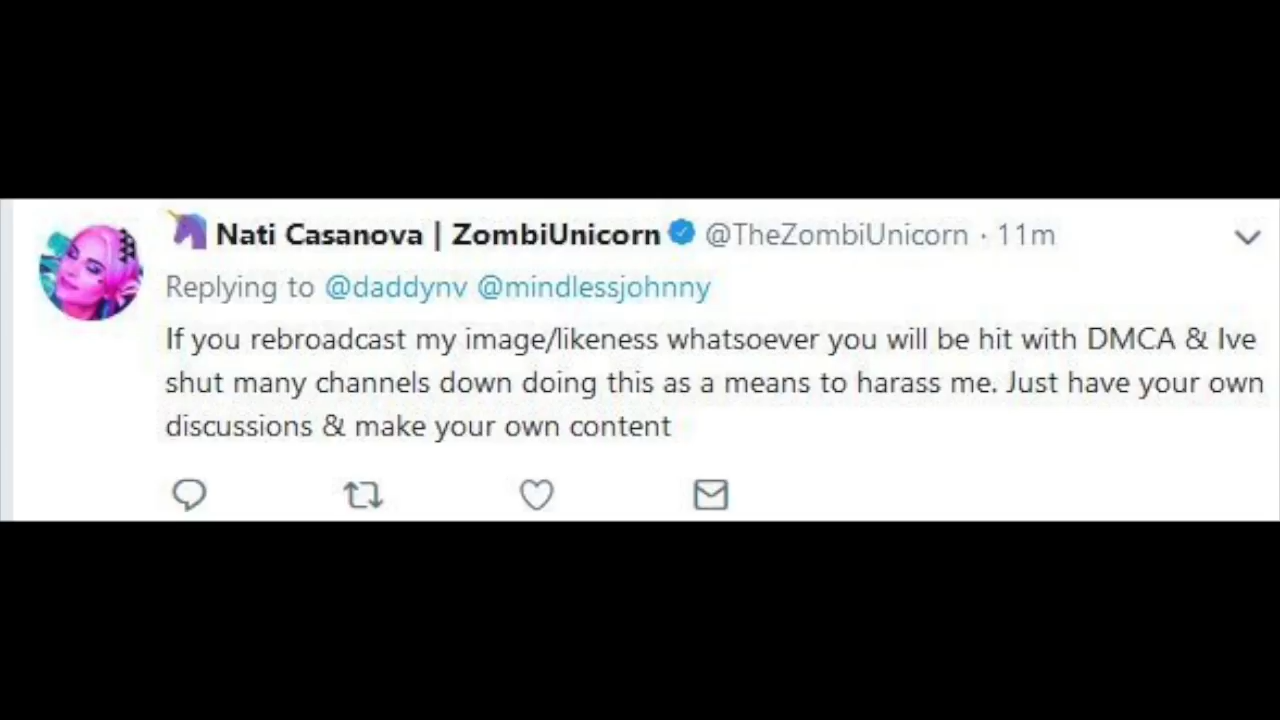 🦄 Nati Casanova | ZombiUnicorn @TheZombiUnicorn · 11m
Replying to @daddynv @mindlessjohnny
If you rebroadcast my image/likeness whatsoever you will be hit with DMCA & Ive
shut many channels down doing this as a means to harass me. Just have your own
discussions & make your own content